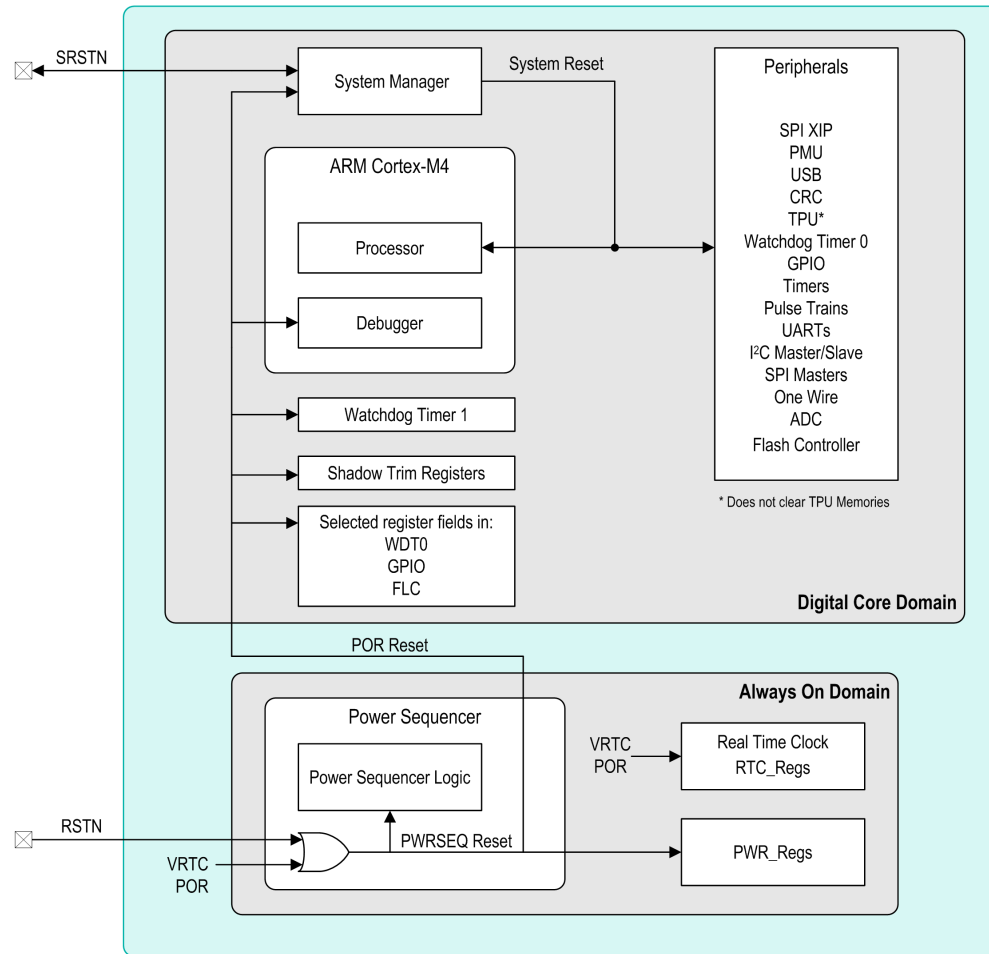 SRSTN
System Manager
System Reset
Peripherals
SPI XIP
PMU
USB
CRC
TPU*
Watchdog Timer 0
GPIO
Timers
Pulse Trains
UARTs
I²C Master/Slave
SPI Masters
One Wire
ADC
Flash Controller
* Does not clear TPU Memories
ARM Cortex-M4
Processor
Debugger
Watchdog Timer 1
Shadow Trim Registers
Selected register fields in:
WDT0
GPIO
FLC
Digital Core Domain
POR Reset
Always On Domain
Power Sequencer
Power Sequencer Logic
VRTC
POR
Real Time Clock
RTC_Regs
RSTN
PWRSEQ Reset
VRTC
POR
PWR_Regs